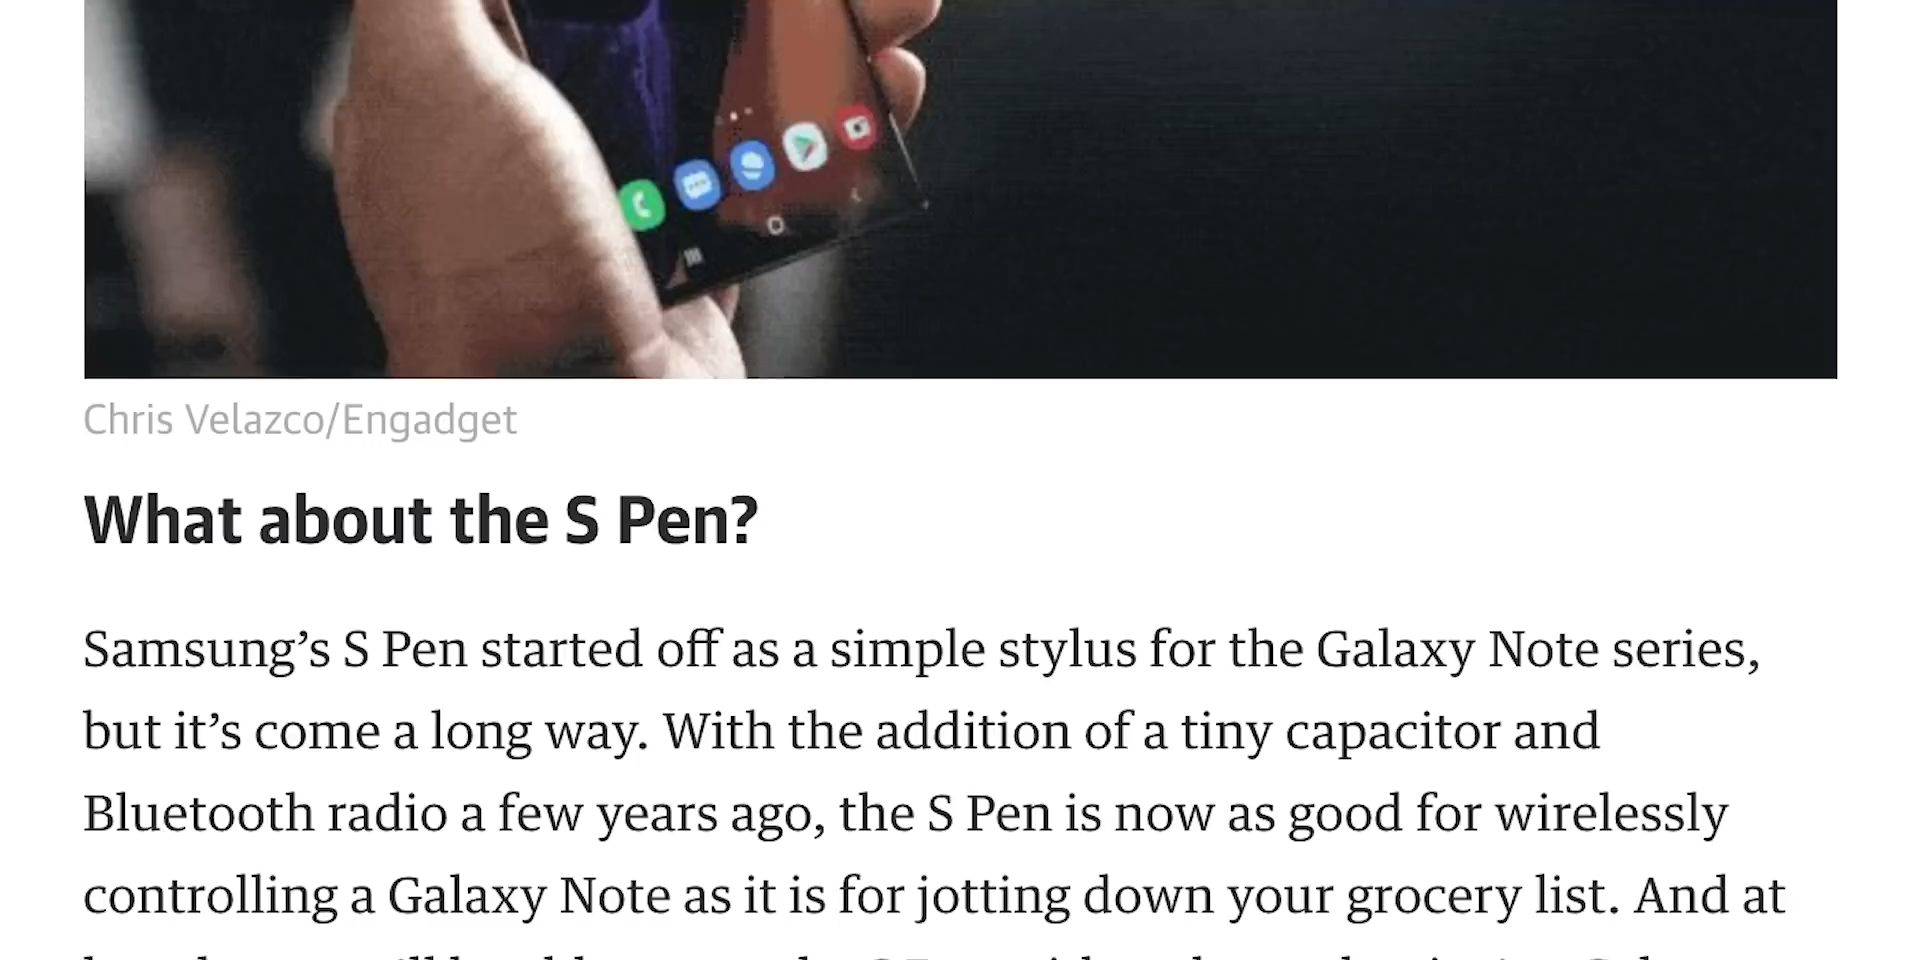 Chris Velazco/Engadget
What about the S Pen?
Samsung’s S Pen started off as a simple stylus for the Galaxy Note series,
but it’s come a long way. With the addition of a tiny capacitor and
Bluetooth radio a few years ago, the S Pen is now as good for wirelessly
controlling a Galaxy Note as it is for jotting down your grocery list. And at